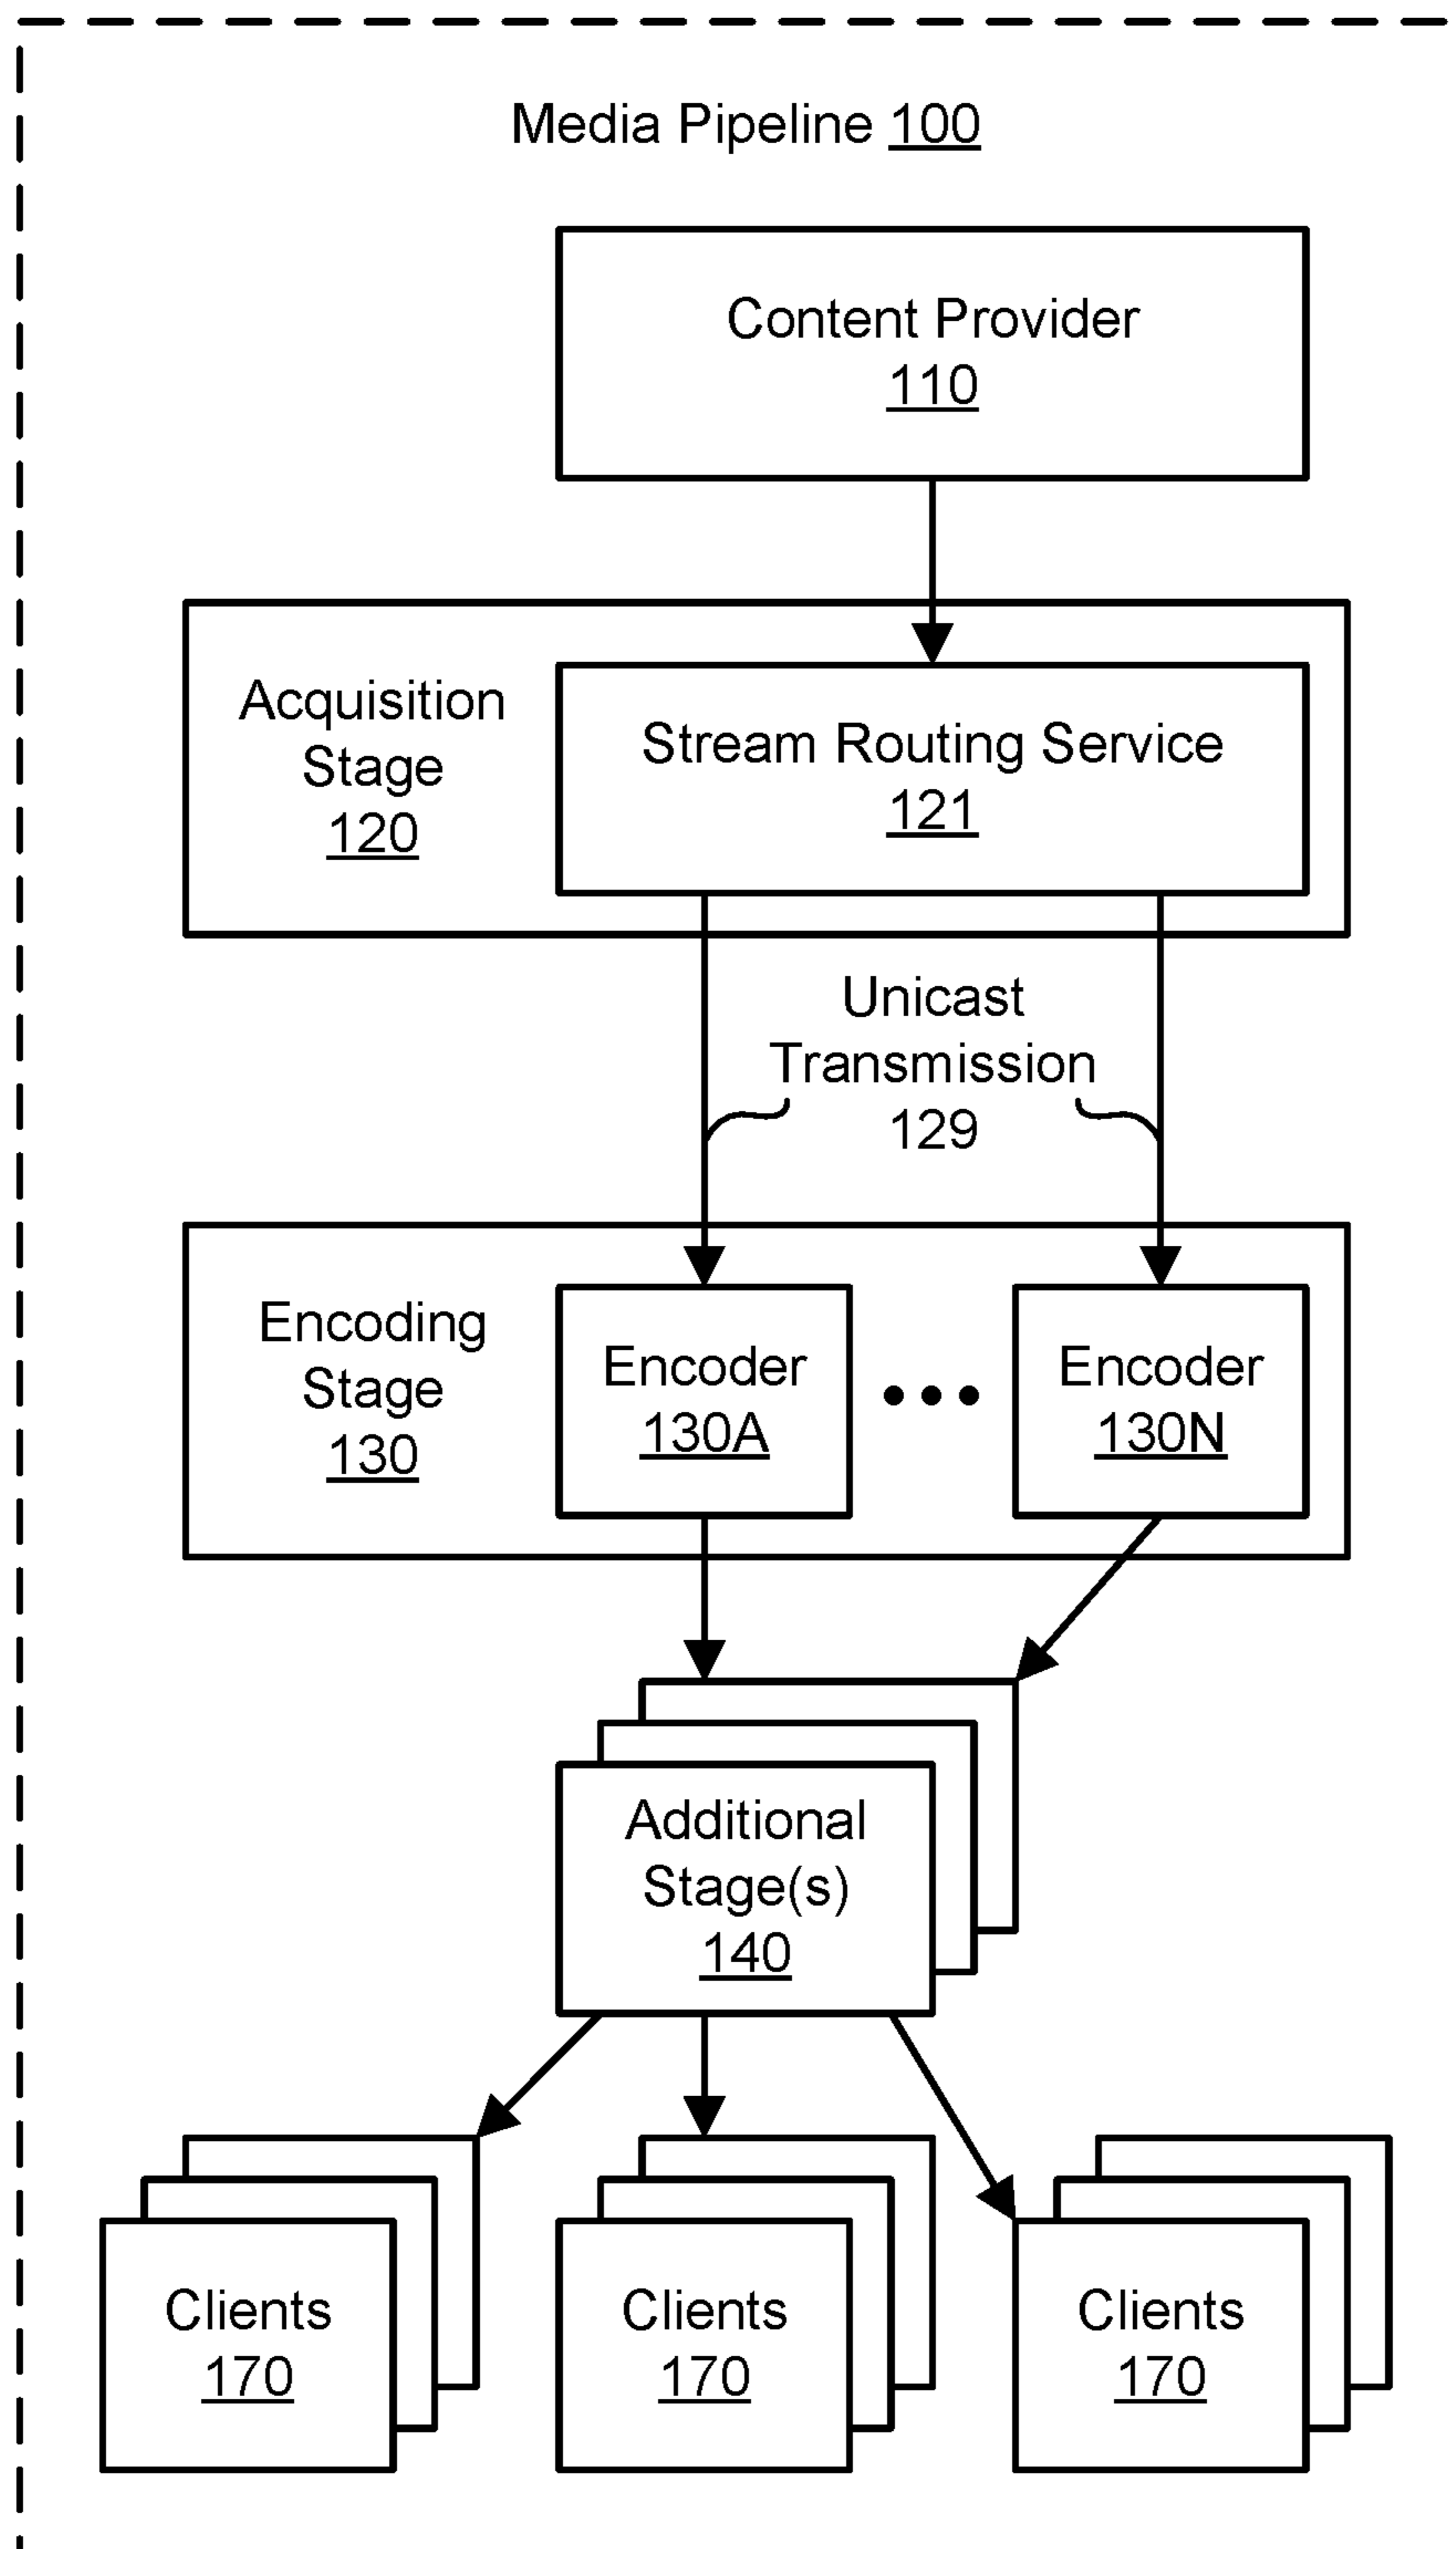 Media Pipeline 100
Content Provider
110
Acquisition
Stage
120
Stream Routing Service
121
Unicast
Transmission
129
Encoding
Stage
130
Encoder
130A
Encoder
130N
Additional
Stage(s)
140
Clients
170
Clients
170
Clients
170